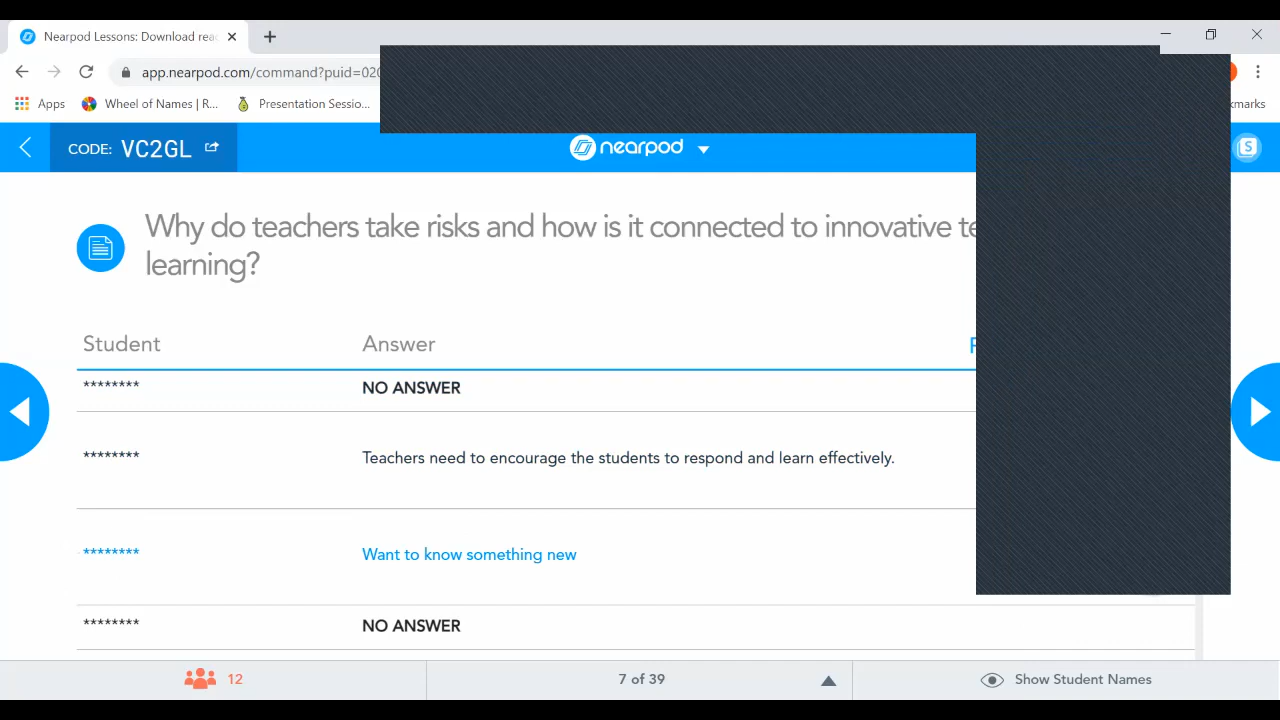 Nearpod Lessons: Download rea
app.nearpod.com/command?puid=020
Apps Wheel of Names | R... Presentation Sessio... kmarks
CODE: VC2GL nearpod S
Why do teachers take risks and how is it connected to innovative te
learning?
Student Answer
******** NO ANSWER
******** Teachers need to encourage the students to respond and learn effectively.
******** Want to know something new
******** NO ANSWER
12 7 of 39 Show Student Names